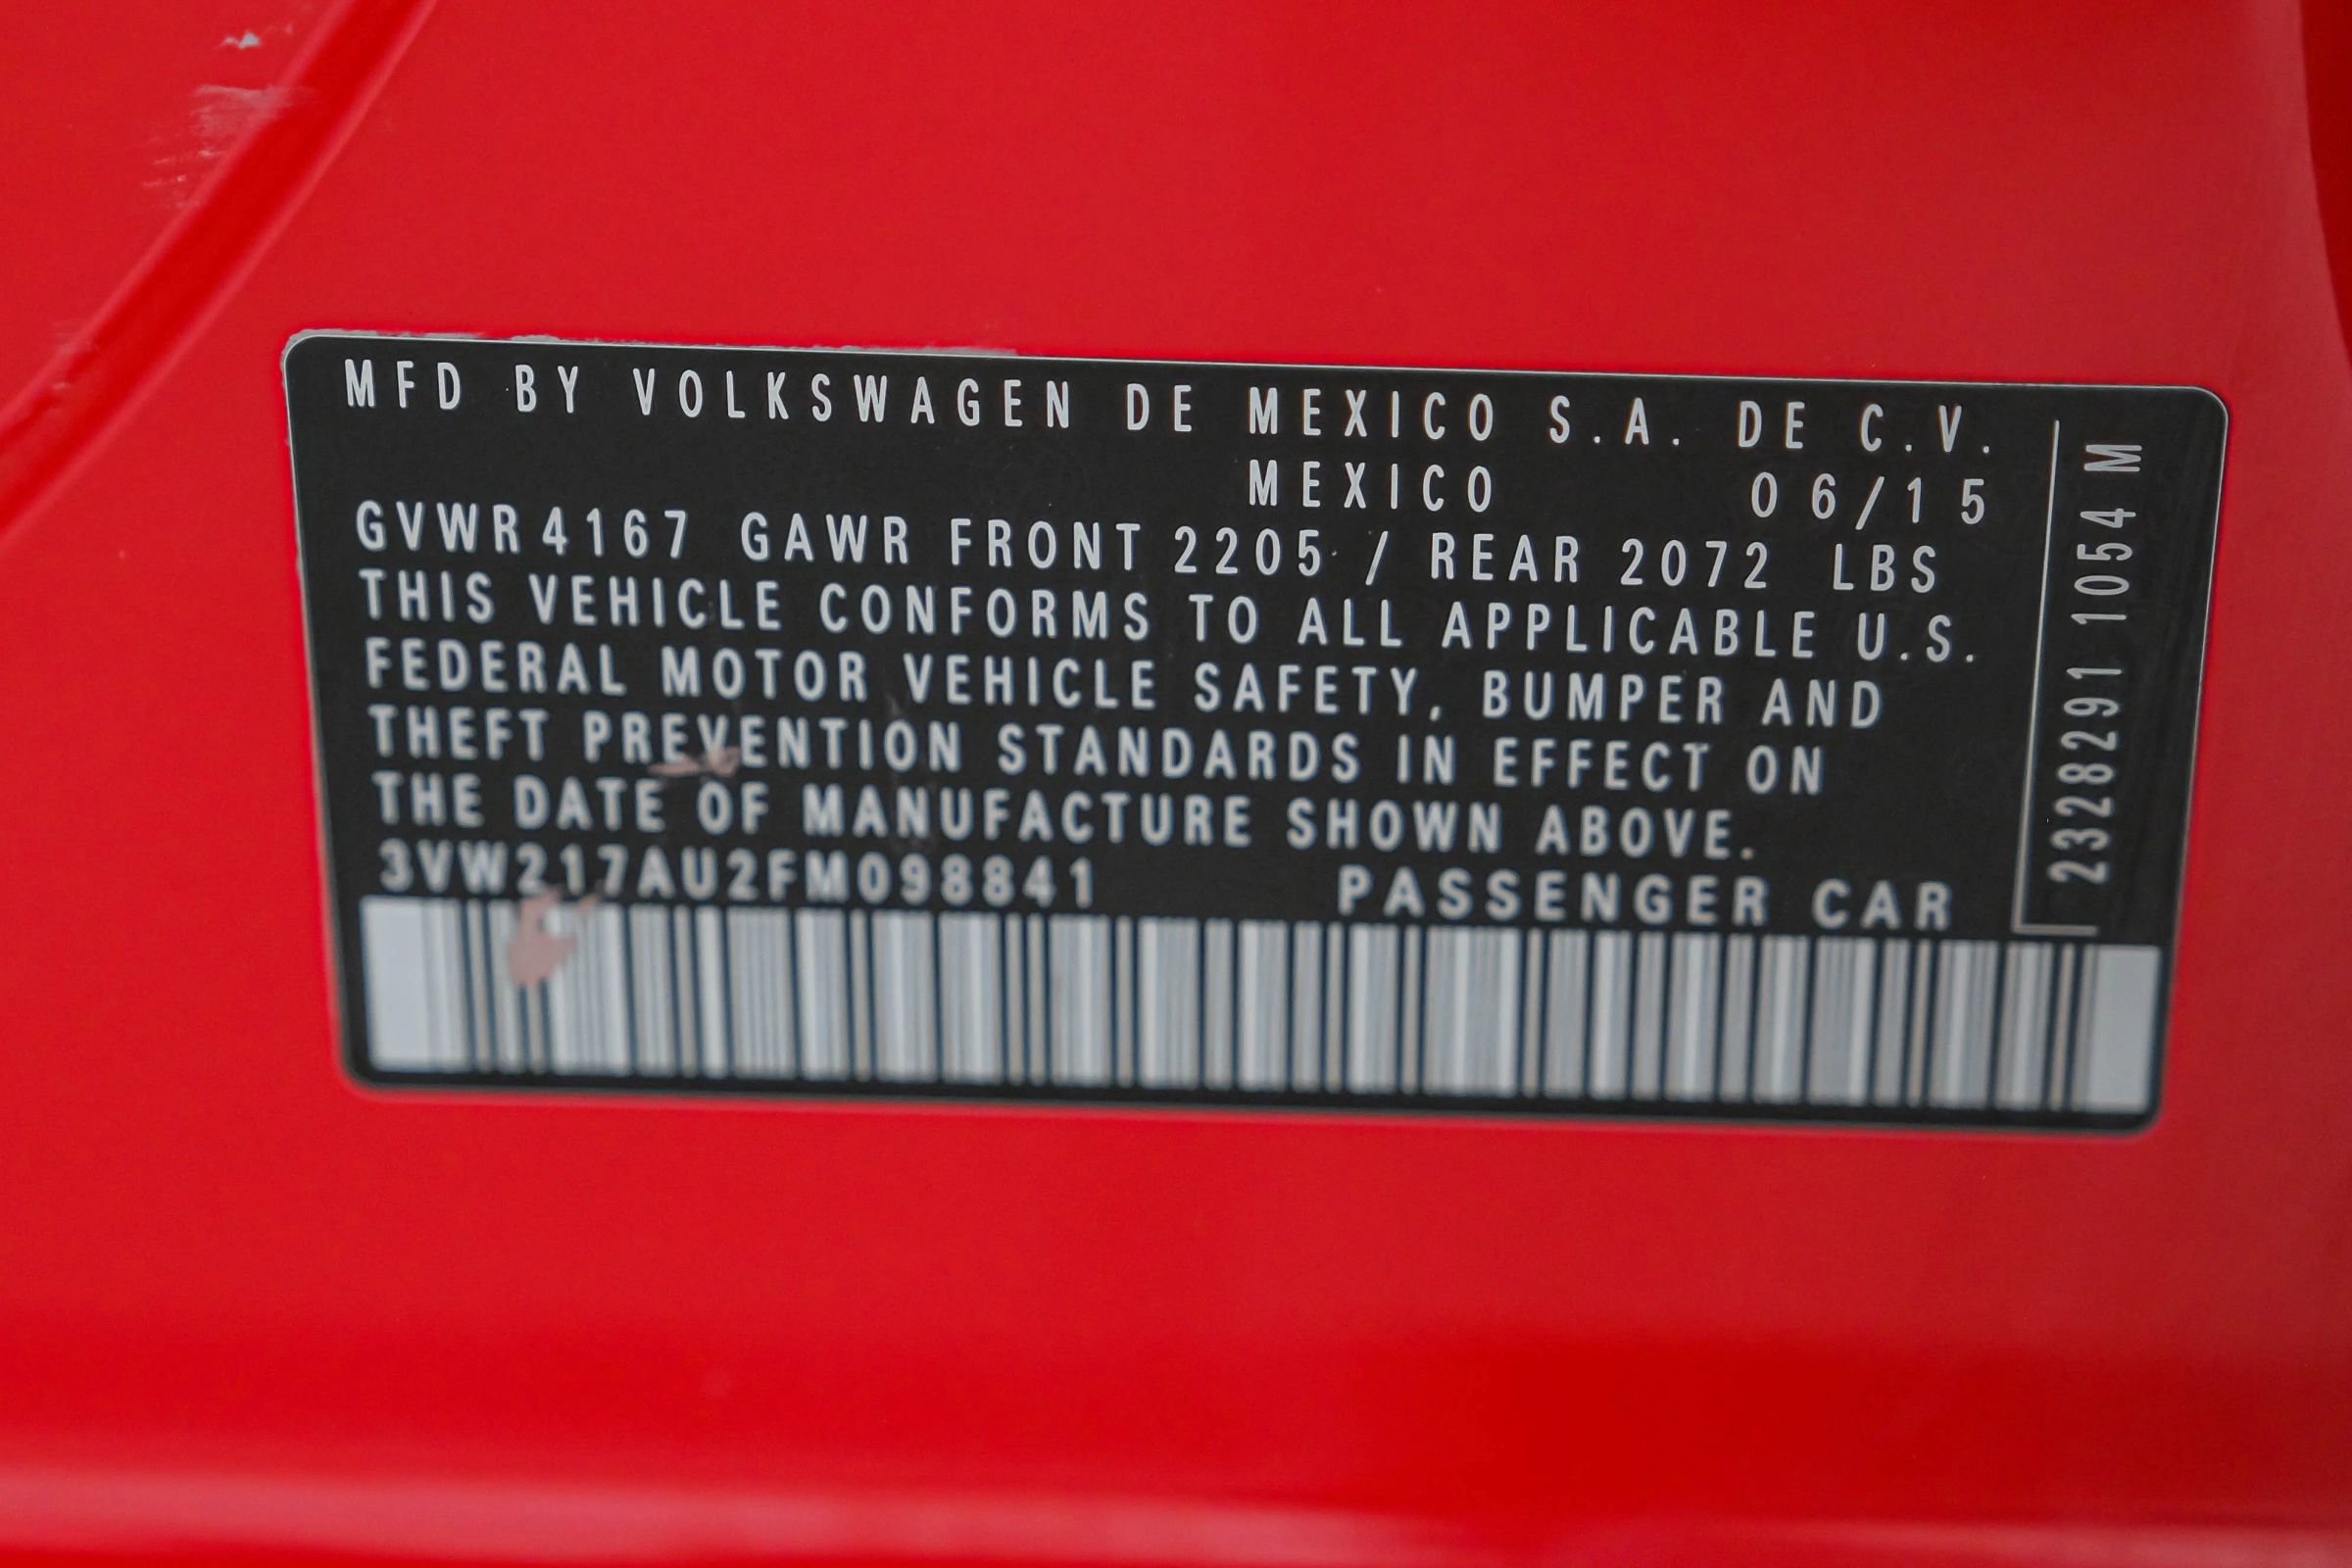 MFD BY VOLKSWAGEN DE MEXICO S.A. DE C.V.
MEXICO 06/15
GVWR 4167 GAWR FRONT 2205 / REAR 2072 LBS
THIS VEHICLE CONFORMS TO ALL APPLICABLE U.S.
FEDERAL MOTOR VEHICLE SAFETY, BUMPER AND
THEFT PREVENTION STANDARDS IN EFFECT ON
THE DATE OF MANUFACTURE SHOWN ABOVE.
3VW217AU2FM098841 PASSENGER CAR
2328291 1054 M